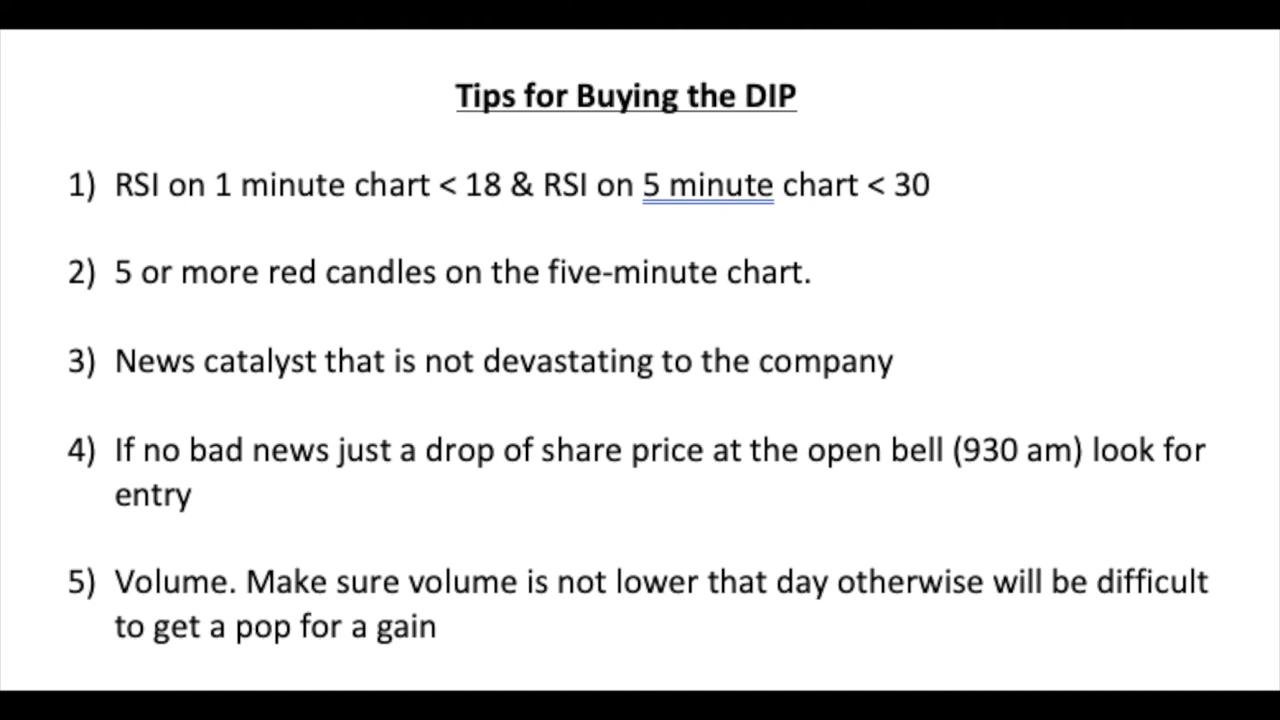 Tips for Buying the DIP
1) RSI on 1 minute chart < 18 & RSI on 5 minute chart < 30
2) 5 or more red candles on the five-minute chart.
3) News catalyst that is not devastating to the company
4) If no bad news just a drop of share price at the open bell (930 am) look for
entry
5) Volume. Make sure volume is not lower that day otherwise will be difficult
to get a pop for a gain